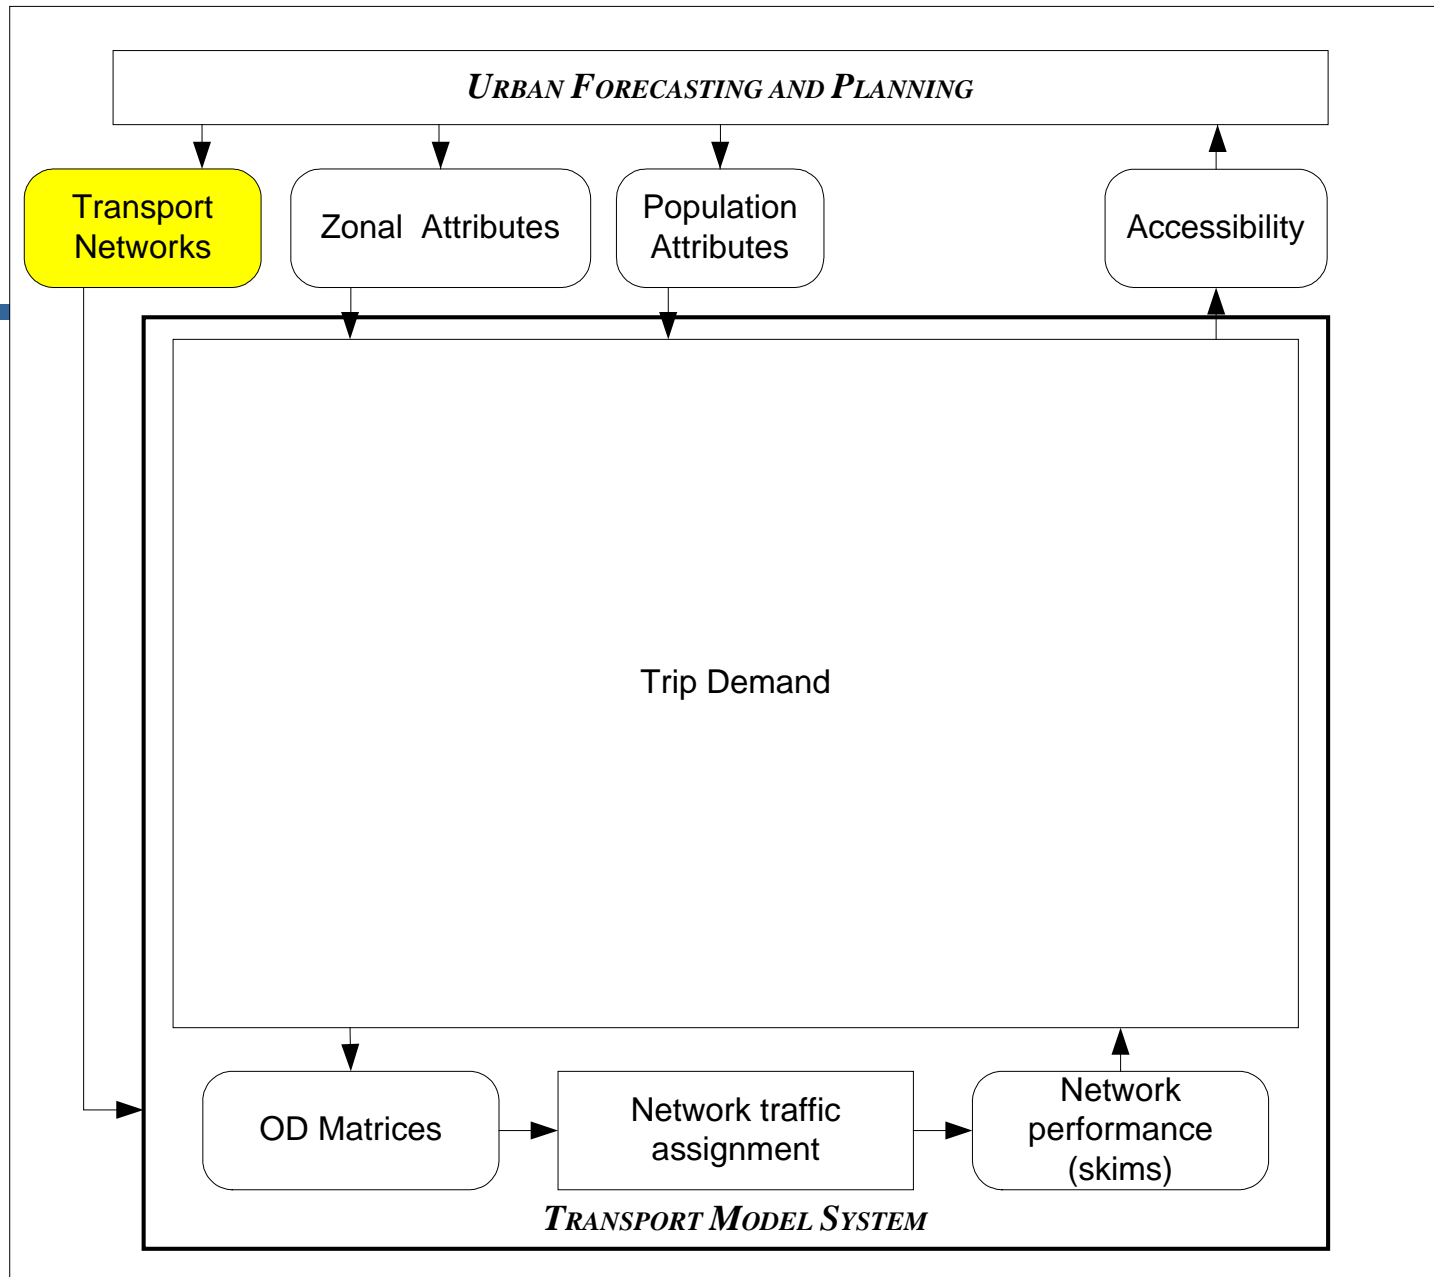 URBAN FORECASTING AND PLANNING
Transport
Networks
Zonal Attributes
Population
Attributes
Accessibility
Trip Demand
OD Matrices
Network traffic
assignment
Network
performance
(skims)
TRANSPORT MODEL SYSTEM